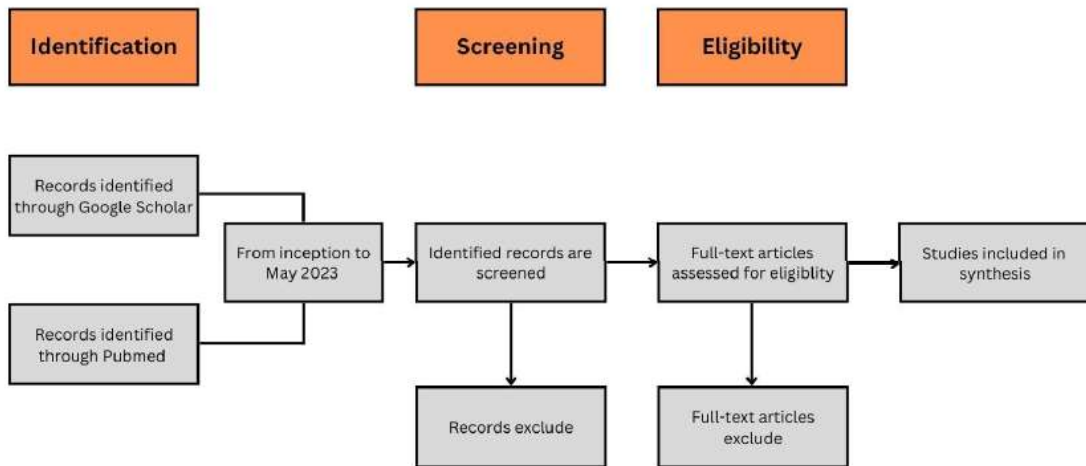 Identification
Screening
Eligibility
Records identified
through Google Scholar
From inception to
May 2023
Identified records are
screened
Full-text articles
assessed for eligiblity
Studies included in
synthesis
Records identified
through Pubmed
Records exclude
Full-text articles
exclude